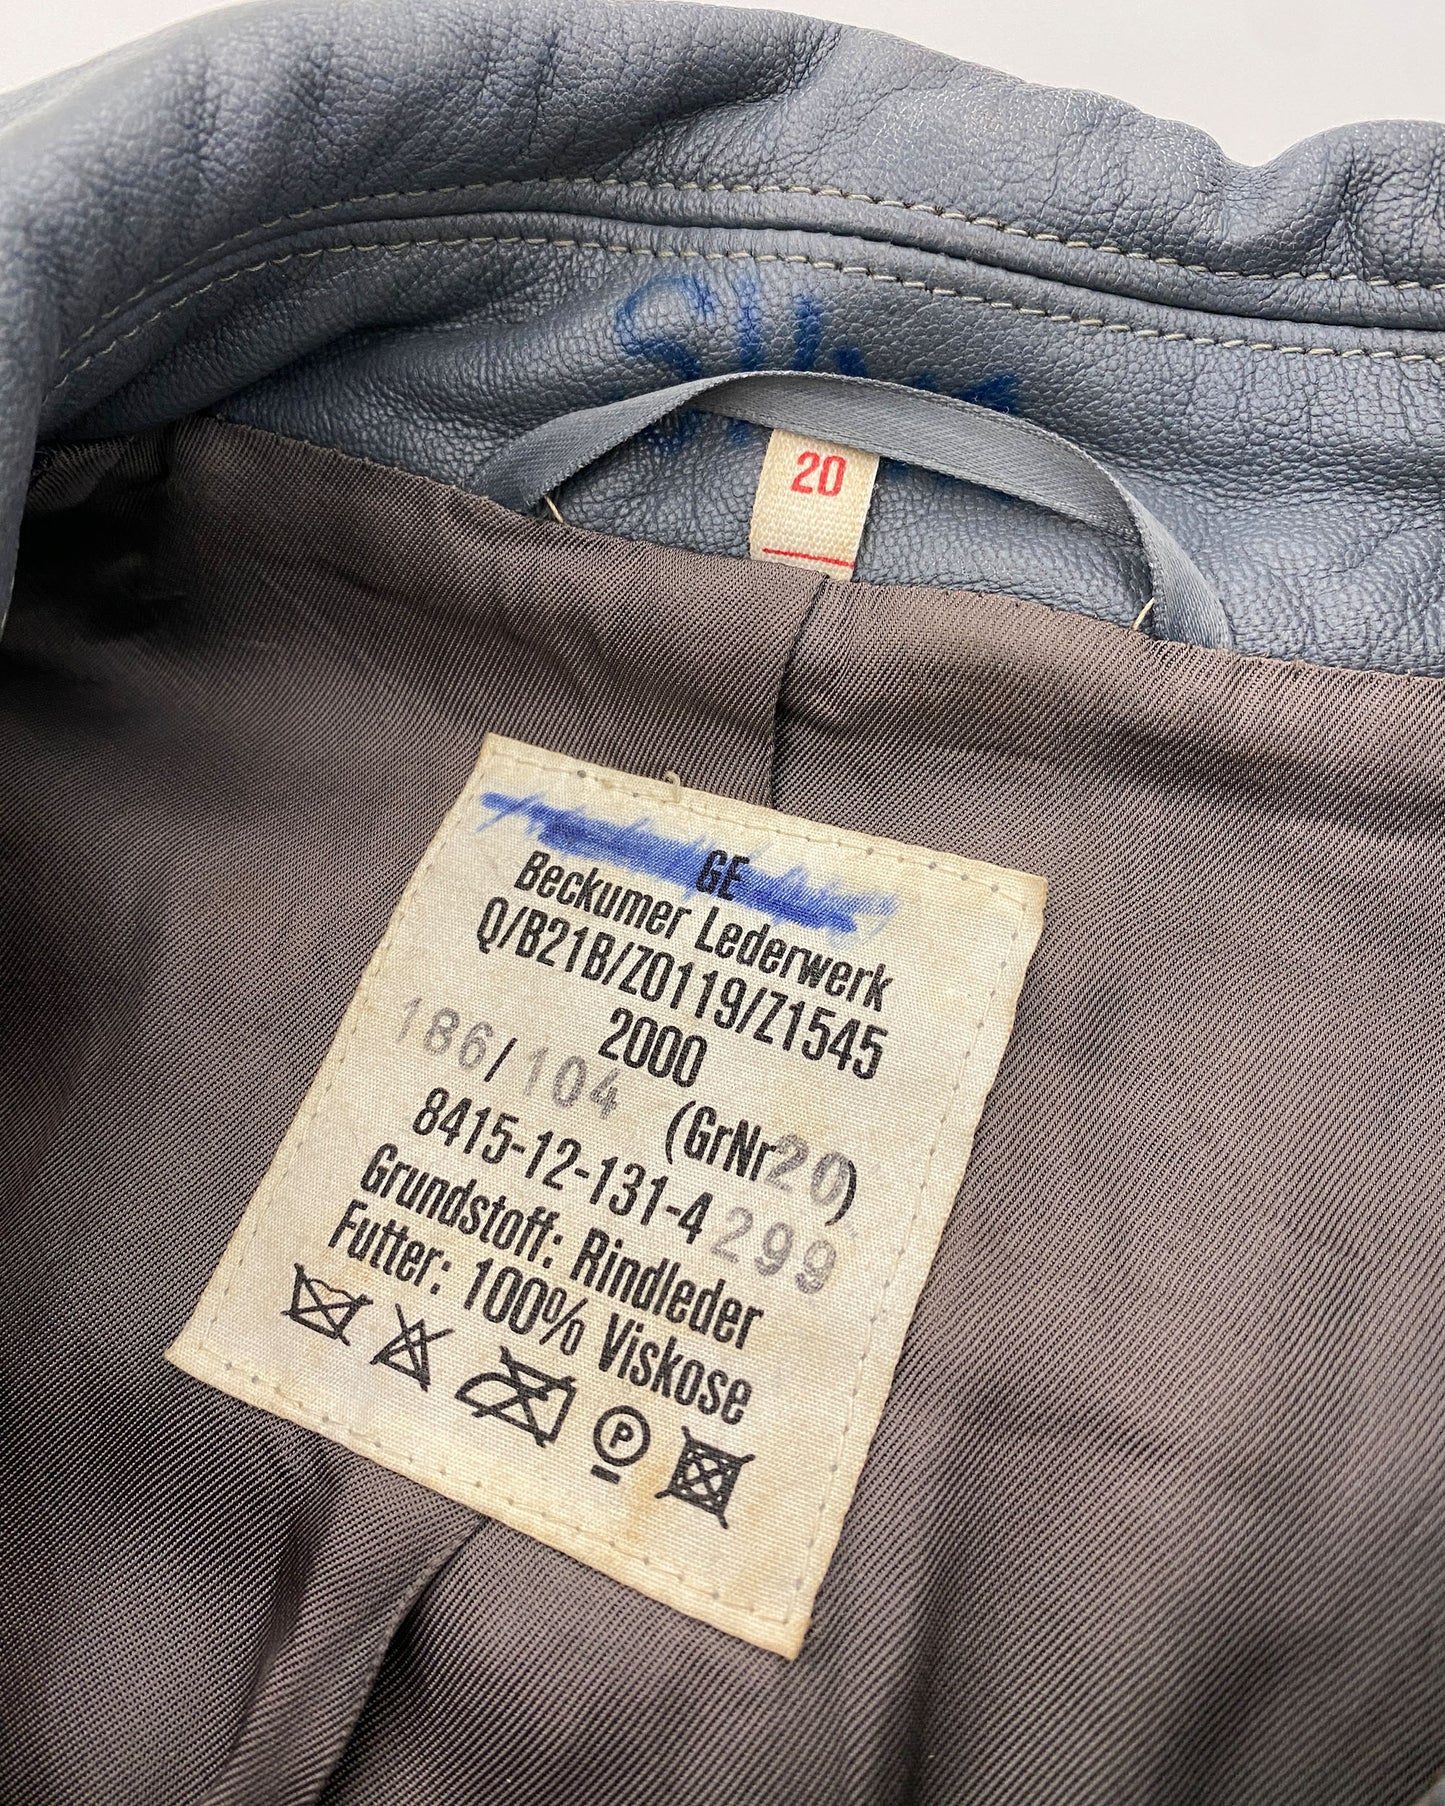 20
GE
Beckumer Lederwerk
Q/B21B/Z0119/Z1545
2000
186/104 (GrNr20)
8415-12-131-4299
Grundstoff: Rindleder
Futter: 100% Viskose
P